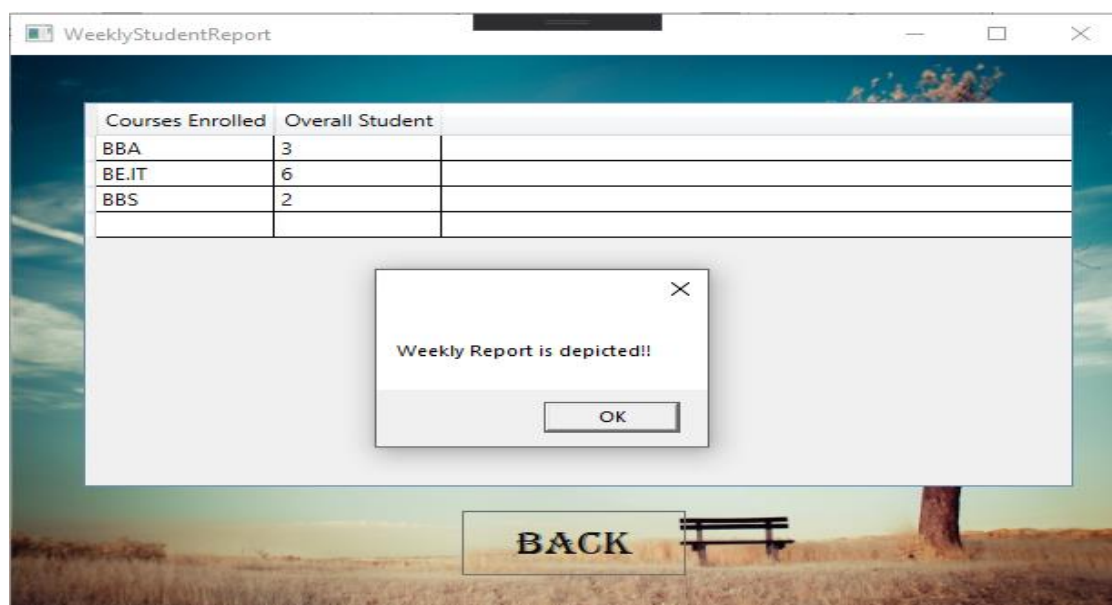 WeeklyStudentReport
Courses Enrolled Overall Student
BBA 3
BE.IT 6
BBS 2
Weekly Report is depicted!!
OK
BACK